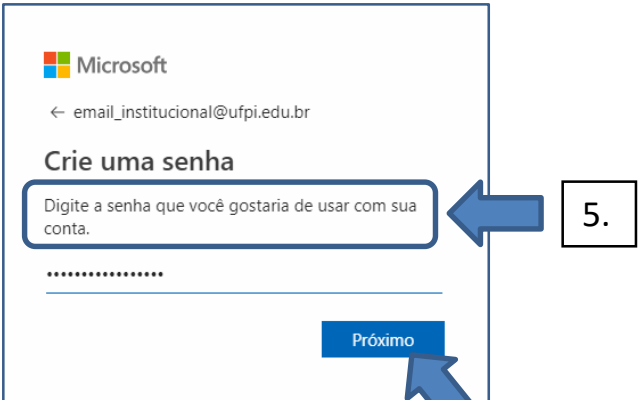 Microsoft
← email_institucional@ufpi.edu.br
Crie uma senha
Digite a senha que você gostaria de usar com sua
conta.
•••••••••••••••••
Próximo
5.